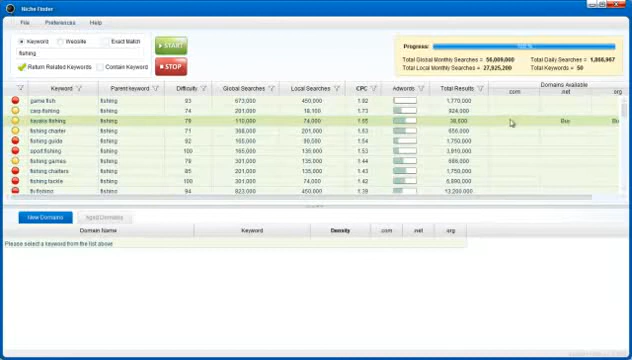 Niche Finder
File Preferences Help
Keyword Website Exact Match
fishing
Return Related Keywords Contain Keyword
START
STOP
Progress: 100 %
Total Global Monthly Searches = 56,006,000 Total Daily Searches = 1,866,967
Total Local Monthly Searches = 27,925,200 Total Keywords = 50
Keyword Parent keyword Difficulty Global Searches Local Searches CPC Adwords Total Results Domains Available
.com .net .org
game fish fishing 93 673,000 450,000 1.92 1,770,000
carp fishing fishing 74 201,000 18,100 1.73 924,000
kayaks fishing fishing 79 110,000 74,000 1.65 38,600 Buy Bu
fishing charter fishing 71 368,000 201,000 1.63 656,000
fishing guide fishing 92 165,000 90,500 1.54 1,750,000
sport fishing fishing 96 165,000 135,000 1.53 3,810,000
fishing games fishing 79 301,000 135,000 1.44 686,000
fishing charters fishing 85 201,000 135,000 1.43 1,750,000
fishing tackle fishing 100 301,000 74,000 1.42 6,990,000
fly fishing fishing 94 823,000 450,000 1.39 13,200,000
New Domains Aged Domains
Domain Name Keyword Density .com .net .org
Please select a keyword from the list above